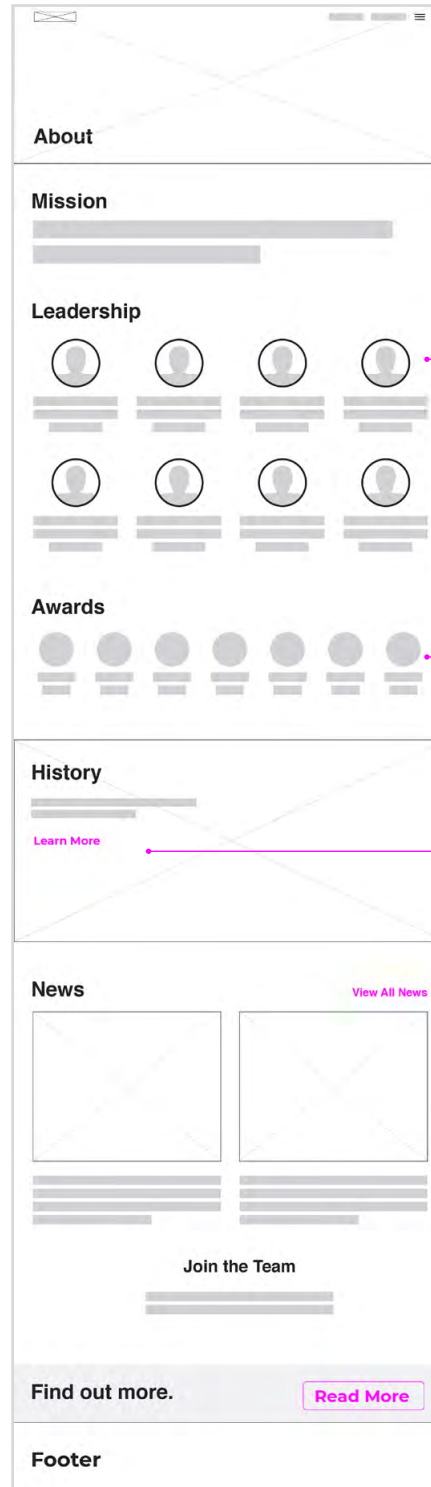 About
Mission
Leadership
Awards
History
Learn More
News
View All News
Join the Team
Find out more.
Read More
Footer